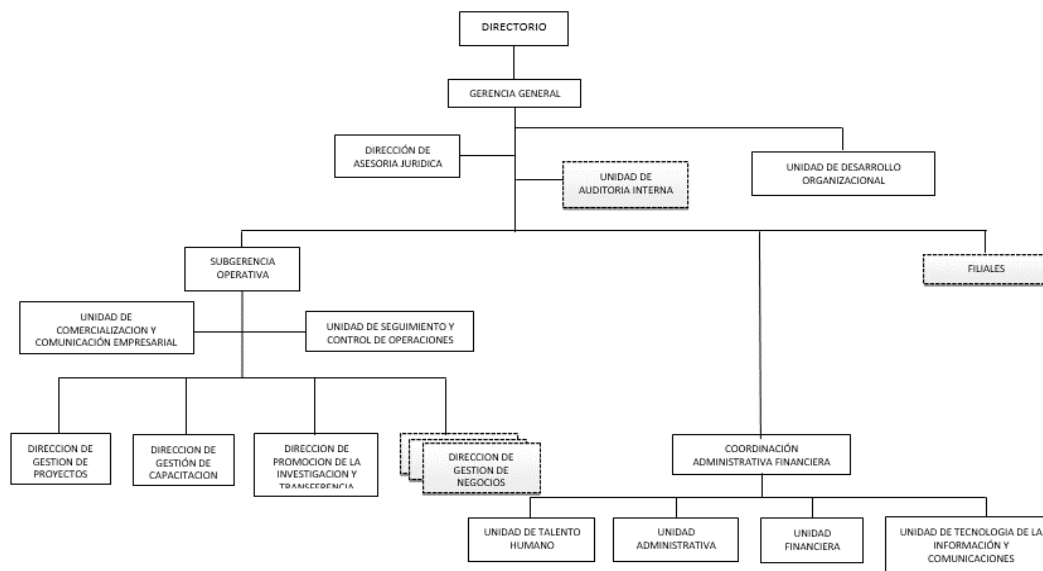 DIRECTORIO
GERENCIA GENERAL
DIRECCIÓN DE
ASESORIA JURIDICA
UNIDAD DE
AUDITORIA INTERNA
UNIDAD DE DESARROLLO
ORGANIZACIONAL
SUBGERENCIA
OPERATIVA
FILIALES
UNIDAD DE
COMERCIALIZACION Y
COMUNICACIÓN EMPRESARIAL
UNIDAD DE SEGUIMIENTO Y
CONTROL DE OPERACIONES
DIRECCION DE
GESTION DE
PROYECTOS
DIRECCION DE
GESTIÓN DE
CAPACITACION
DIRECCION DE
PROMOCION DE LA
INVESTIGACION Y
TRANSFERENCIA
DIRECCION DE
GESTION DE
NEGOCIOS
COORDINACIÓN
ADMINISTRATIVA FINANCIERA
UNIDAD DE TALENTO
HUMANO
UNIDAD
ADMINISTRATIVA
UNIDAD
FINANCIERA
UNIDAD DE TECNOLOGIA DE LA
INFORMACIÓN Y
COMUNICACIONES